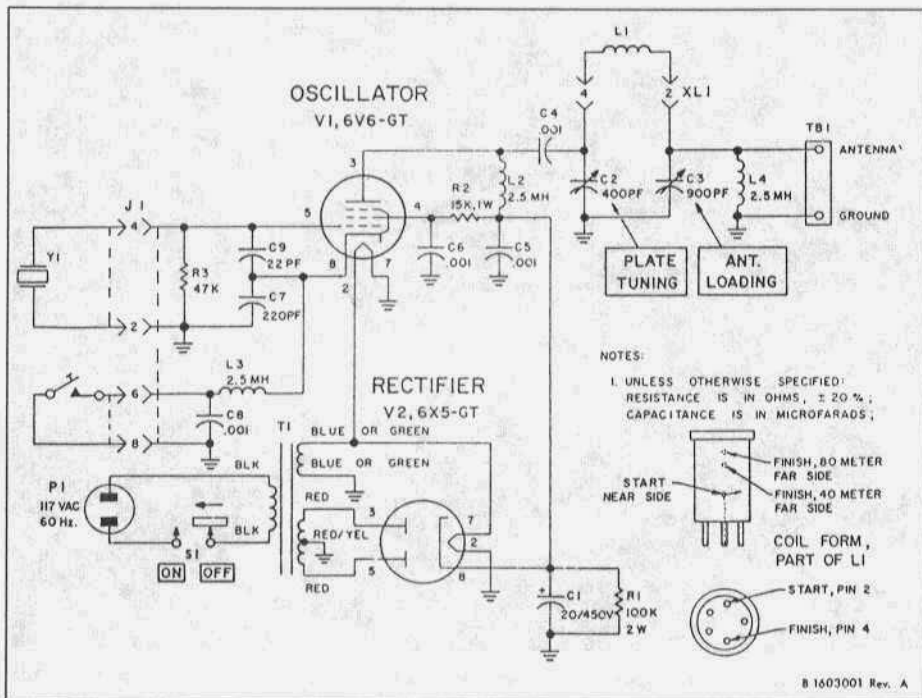 L1
4
2
XL1
OSCILLATOR
V1, 6V6-GT
C4
.001
TB1
ANTENNA
GROUND
3
5
4
8
2
7
R2
15K, 1W
L2
2.5MH
C2
400PF
C3
900PF
L4
2.5 MH
C6
.001
C5
.001
PLATE
TUNING
ANT.
LOADING
J1
4
2
6
8
Y1
R3
47K
C9
22 PF
C7
220PF
L3
2.5 MH
C8
.001
RECTIFIER
V2, 6X5-GT
T1
BLUE OR GREEN
BLUE OR GREEN
BLK
BLK
RED
RED/YEL
RED
3
5
7
2
8
P1
117 VAC
60 Hz.
S1
ON
OFF
+
C1
20/450V
R1
100K
2W
NOTES:
1. UNLESS OTHERWISE SPECIFIED:
RESISTANCE IS IN OHMS, ± 20 %;
CAPACITANCE IS IN MICROFARADS;
FINISH, 80 METER
FAR SIDE
START
NEAR SIDE
FINISH, 40 METER
FAR SIDE
COIL FORM,
PART OF L1
START, PIN 2
FINISH, PIN 4
B 1603001 Rev. A